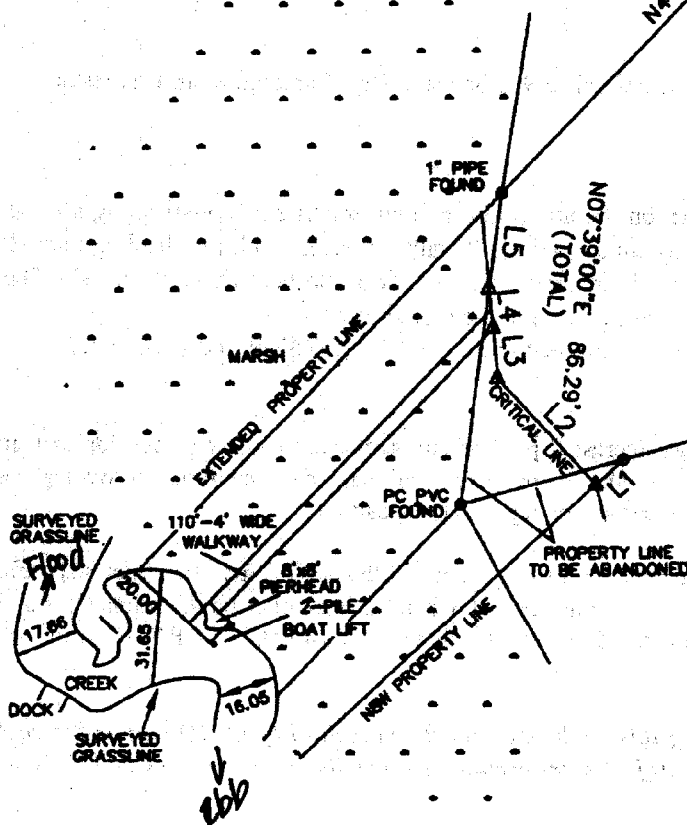 N4
1" PIPE
FOUND
L5
N07°39'00"E 86.29'
(TOTAL)
L4
L3
MARSH
EXTENDED PROPERTY LINE
L2
CRITICAL LINE
L1
PC PVC
FOUND
SURVEYED
GRASSLINE
Flood
110'-4' WIDE
WALKWAY
PROPERTY LINE
TO BE ABANDONED
8'x8'
PIERHEAD
2-PILE
BOAT LIFT
20.00
17.66
31.65
CREEK
16.05
NEW PROPERTY LINE
DOCK
SURVEYED
GRASSLINE
ebb